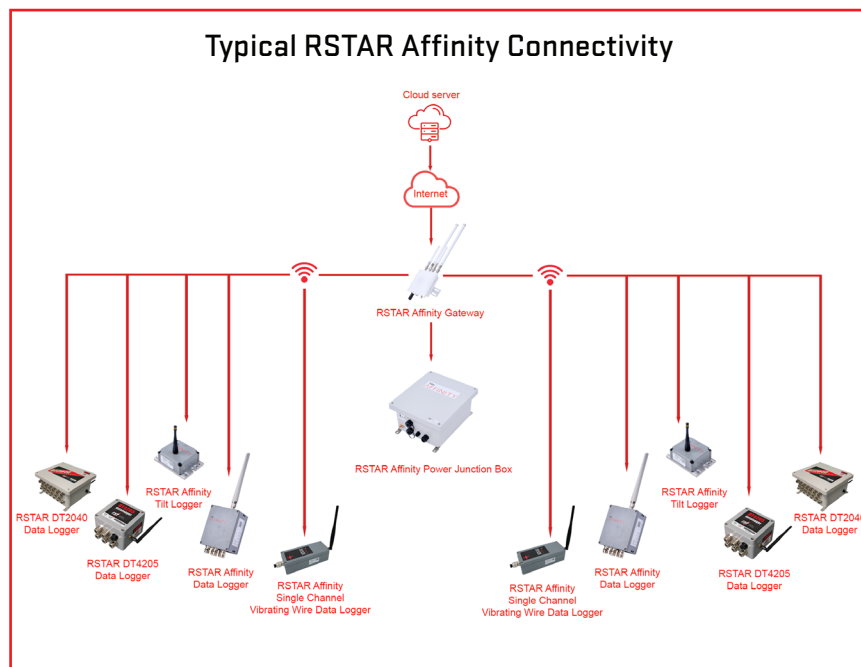 Typical RSTAR Affinity Connectivity
Cloud server
Internet
RSTAR Affinity Gateway
RSTAR Affinity Power Junction Box
RSTAR DT2040
Data Logger
RSTAR DT4205
Data Logger
RSTAR Affinity
Tilt Logger
RSTAR Affinity
Data Logger
RSTAR Affinity
Single Channel
Vibrating Wire Data Logger
RSTAR Affinity
Single Channel
Vibrating Wire Data Logger
RSTAR Affinity
Data Logger
RSTAR Affinity
Tilt Logger
RSTAR DT4205
Data Logger
RSTAR DT2040
Data Logger